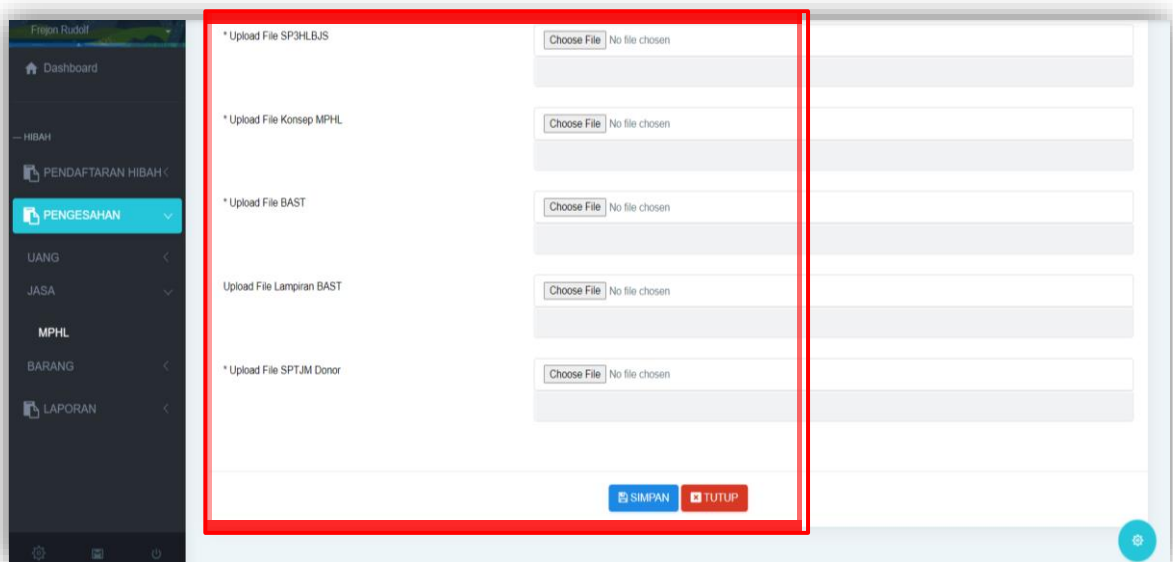 Frejon Rudolf
Dashboard
— HIBAH
PENDAFTARAN HIBAH
PENGESAHAN
UANG
JASA
MPHL
BARANG
LAPORAN
* Upload File SP3HLBJS
Choose File No file chosen
* Upload File Konsep MPHL
Choose File No file chosen
* Upload File BAST
Choose File No file chosen
Upload File Lampiran BAST
Choose File No file chosen
* Upload File SPTJM Donor
Choose File No file chosen
SIMPAN
TUTUP